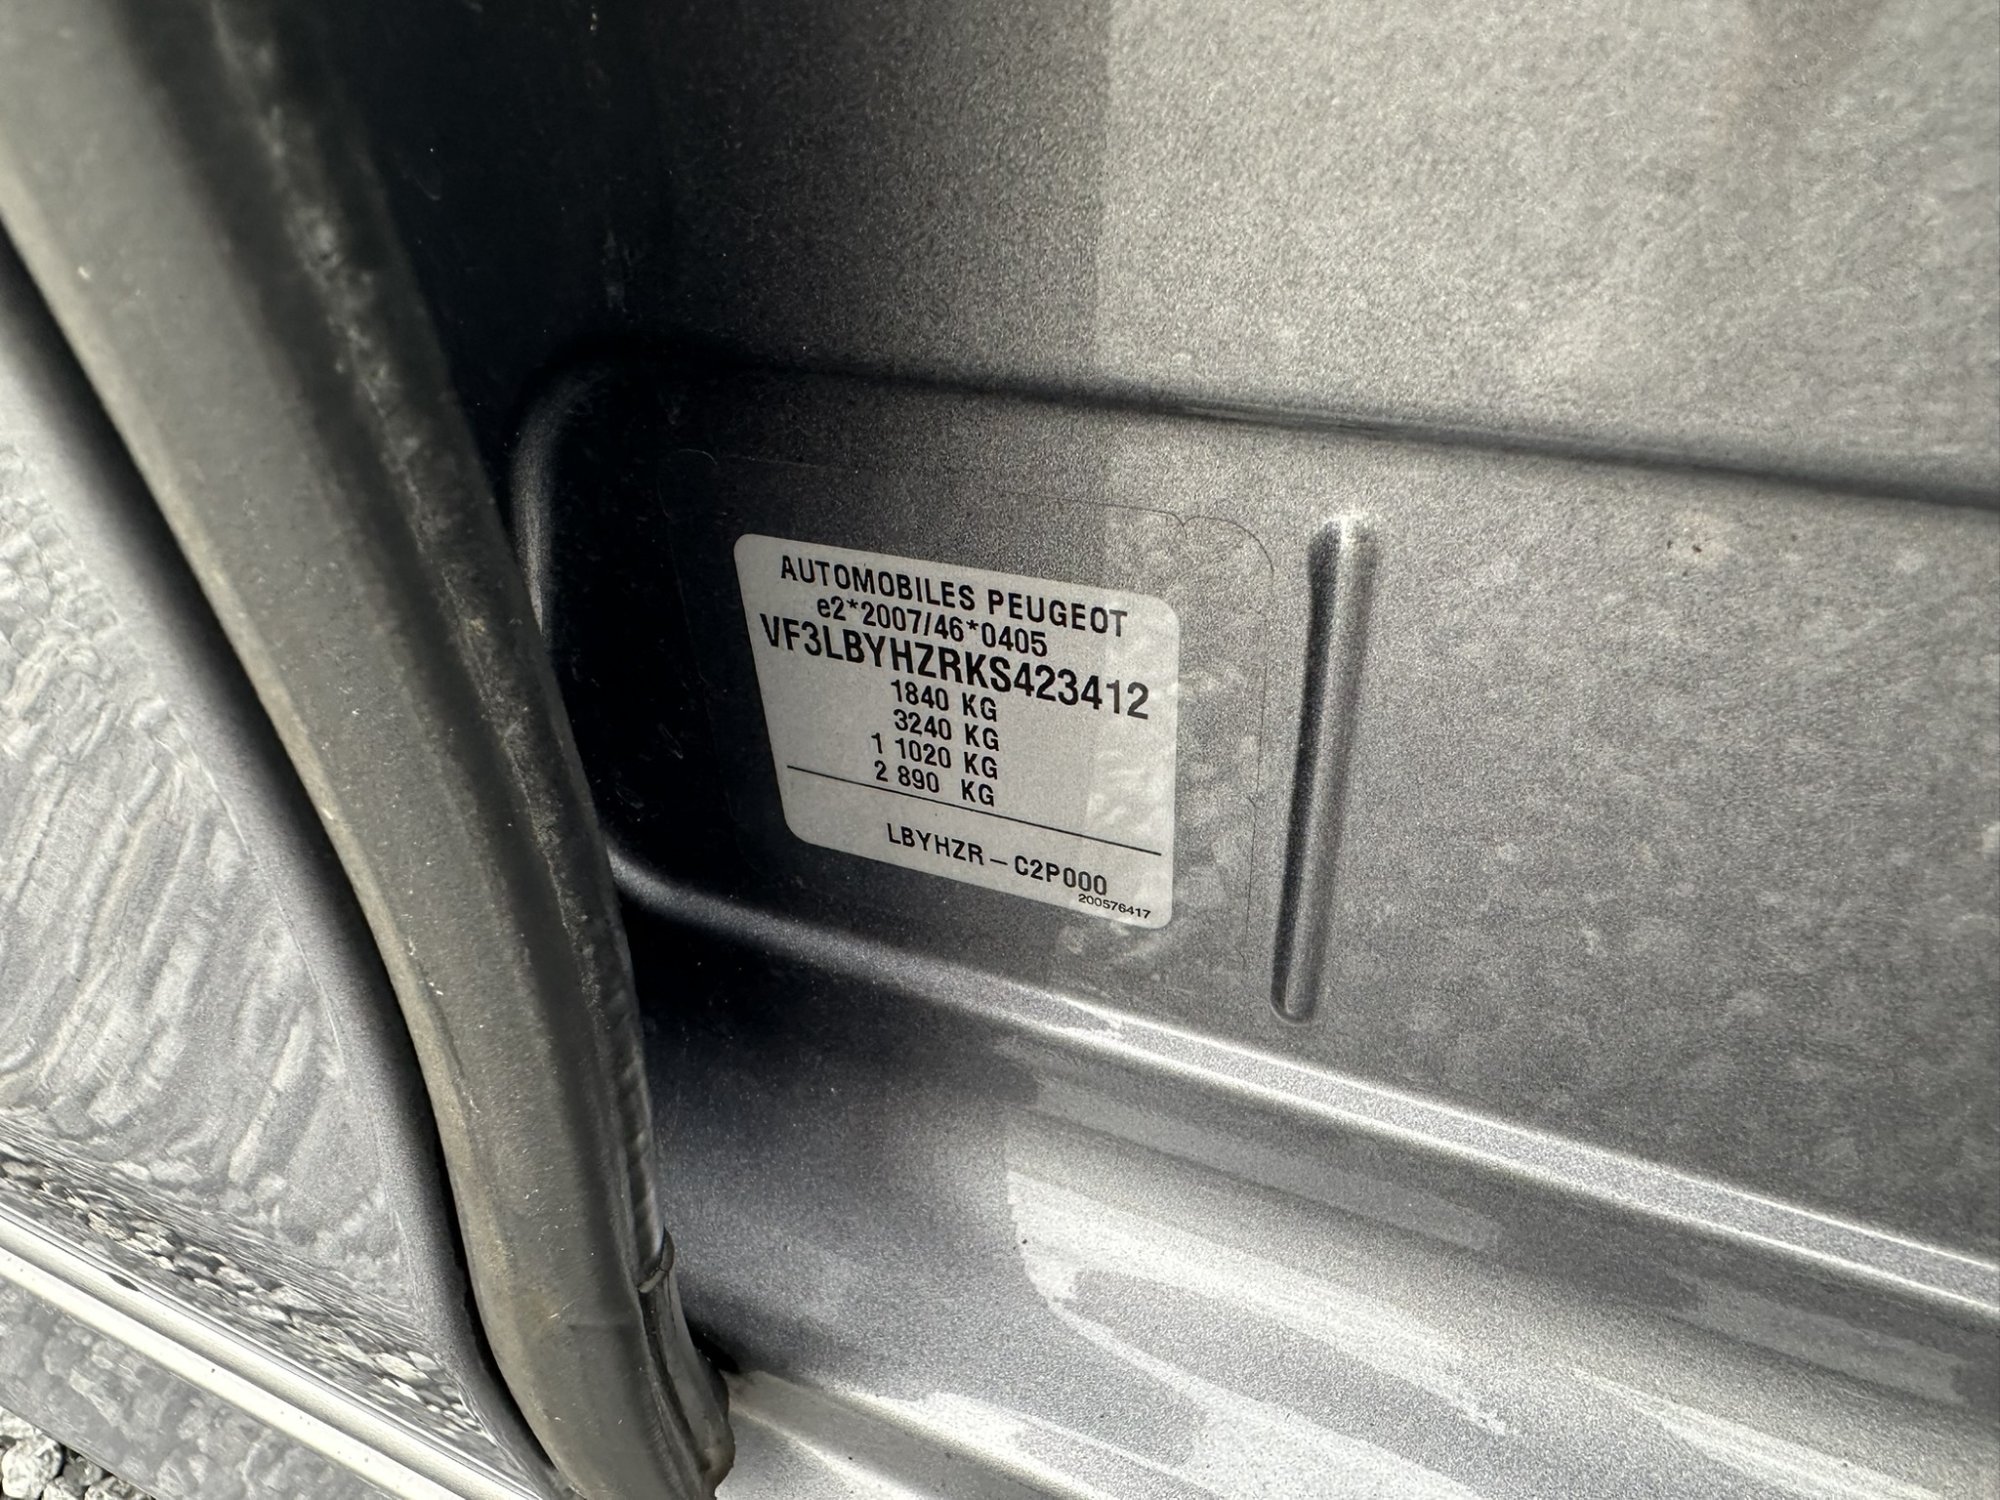 AUTOMOBILES PEUGEOT
e2*2007/46*0405
VF3LBYHZRKS423412
1840 KG
3240 KG
1 1020 KG
2 890 KG
LBYHZR – C2P000
200576417